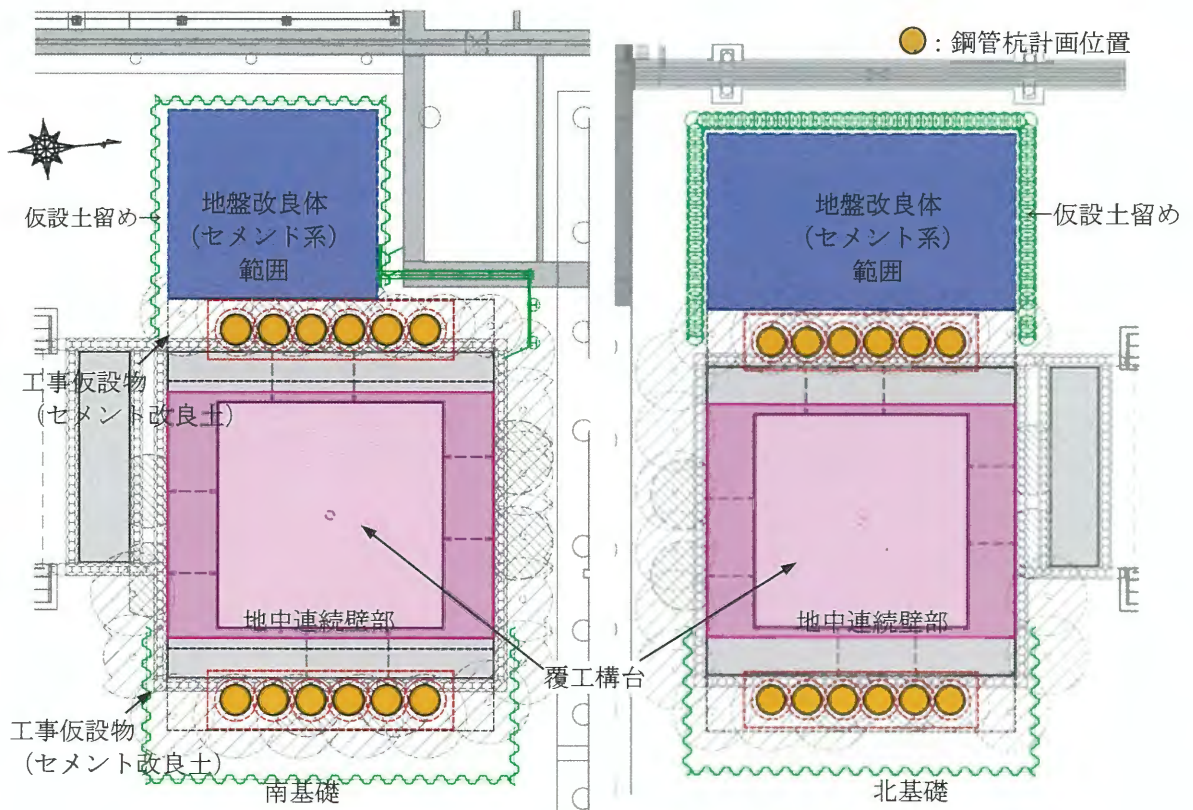 ：鋼管杭計画位置
仮設土留め
地盤改良体
（セメント系）
範囲
工事仮設物
（セメント改良土）
地中連続壁部
工事仮設物
（セメント改良土）
南基礎
覆工構台
地盤改良体
（セメント系）
範囲
仮設土留め
地中連続壁部
北基礎